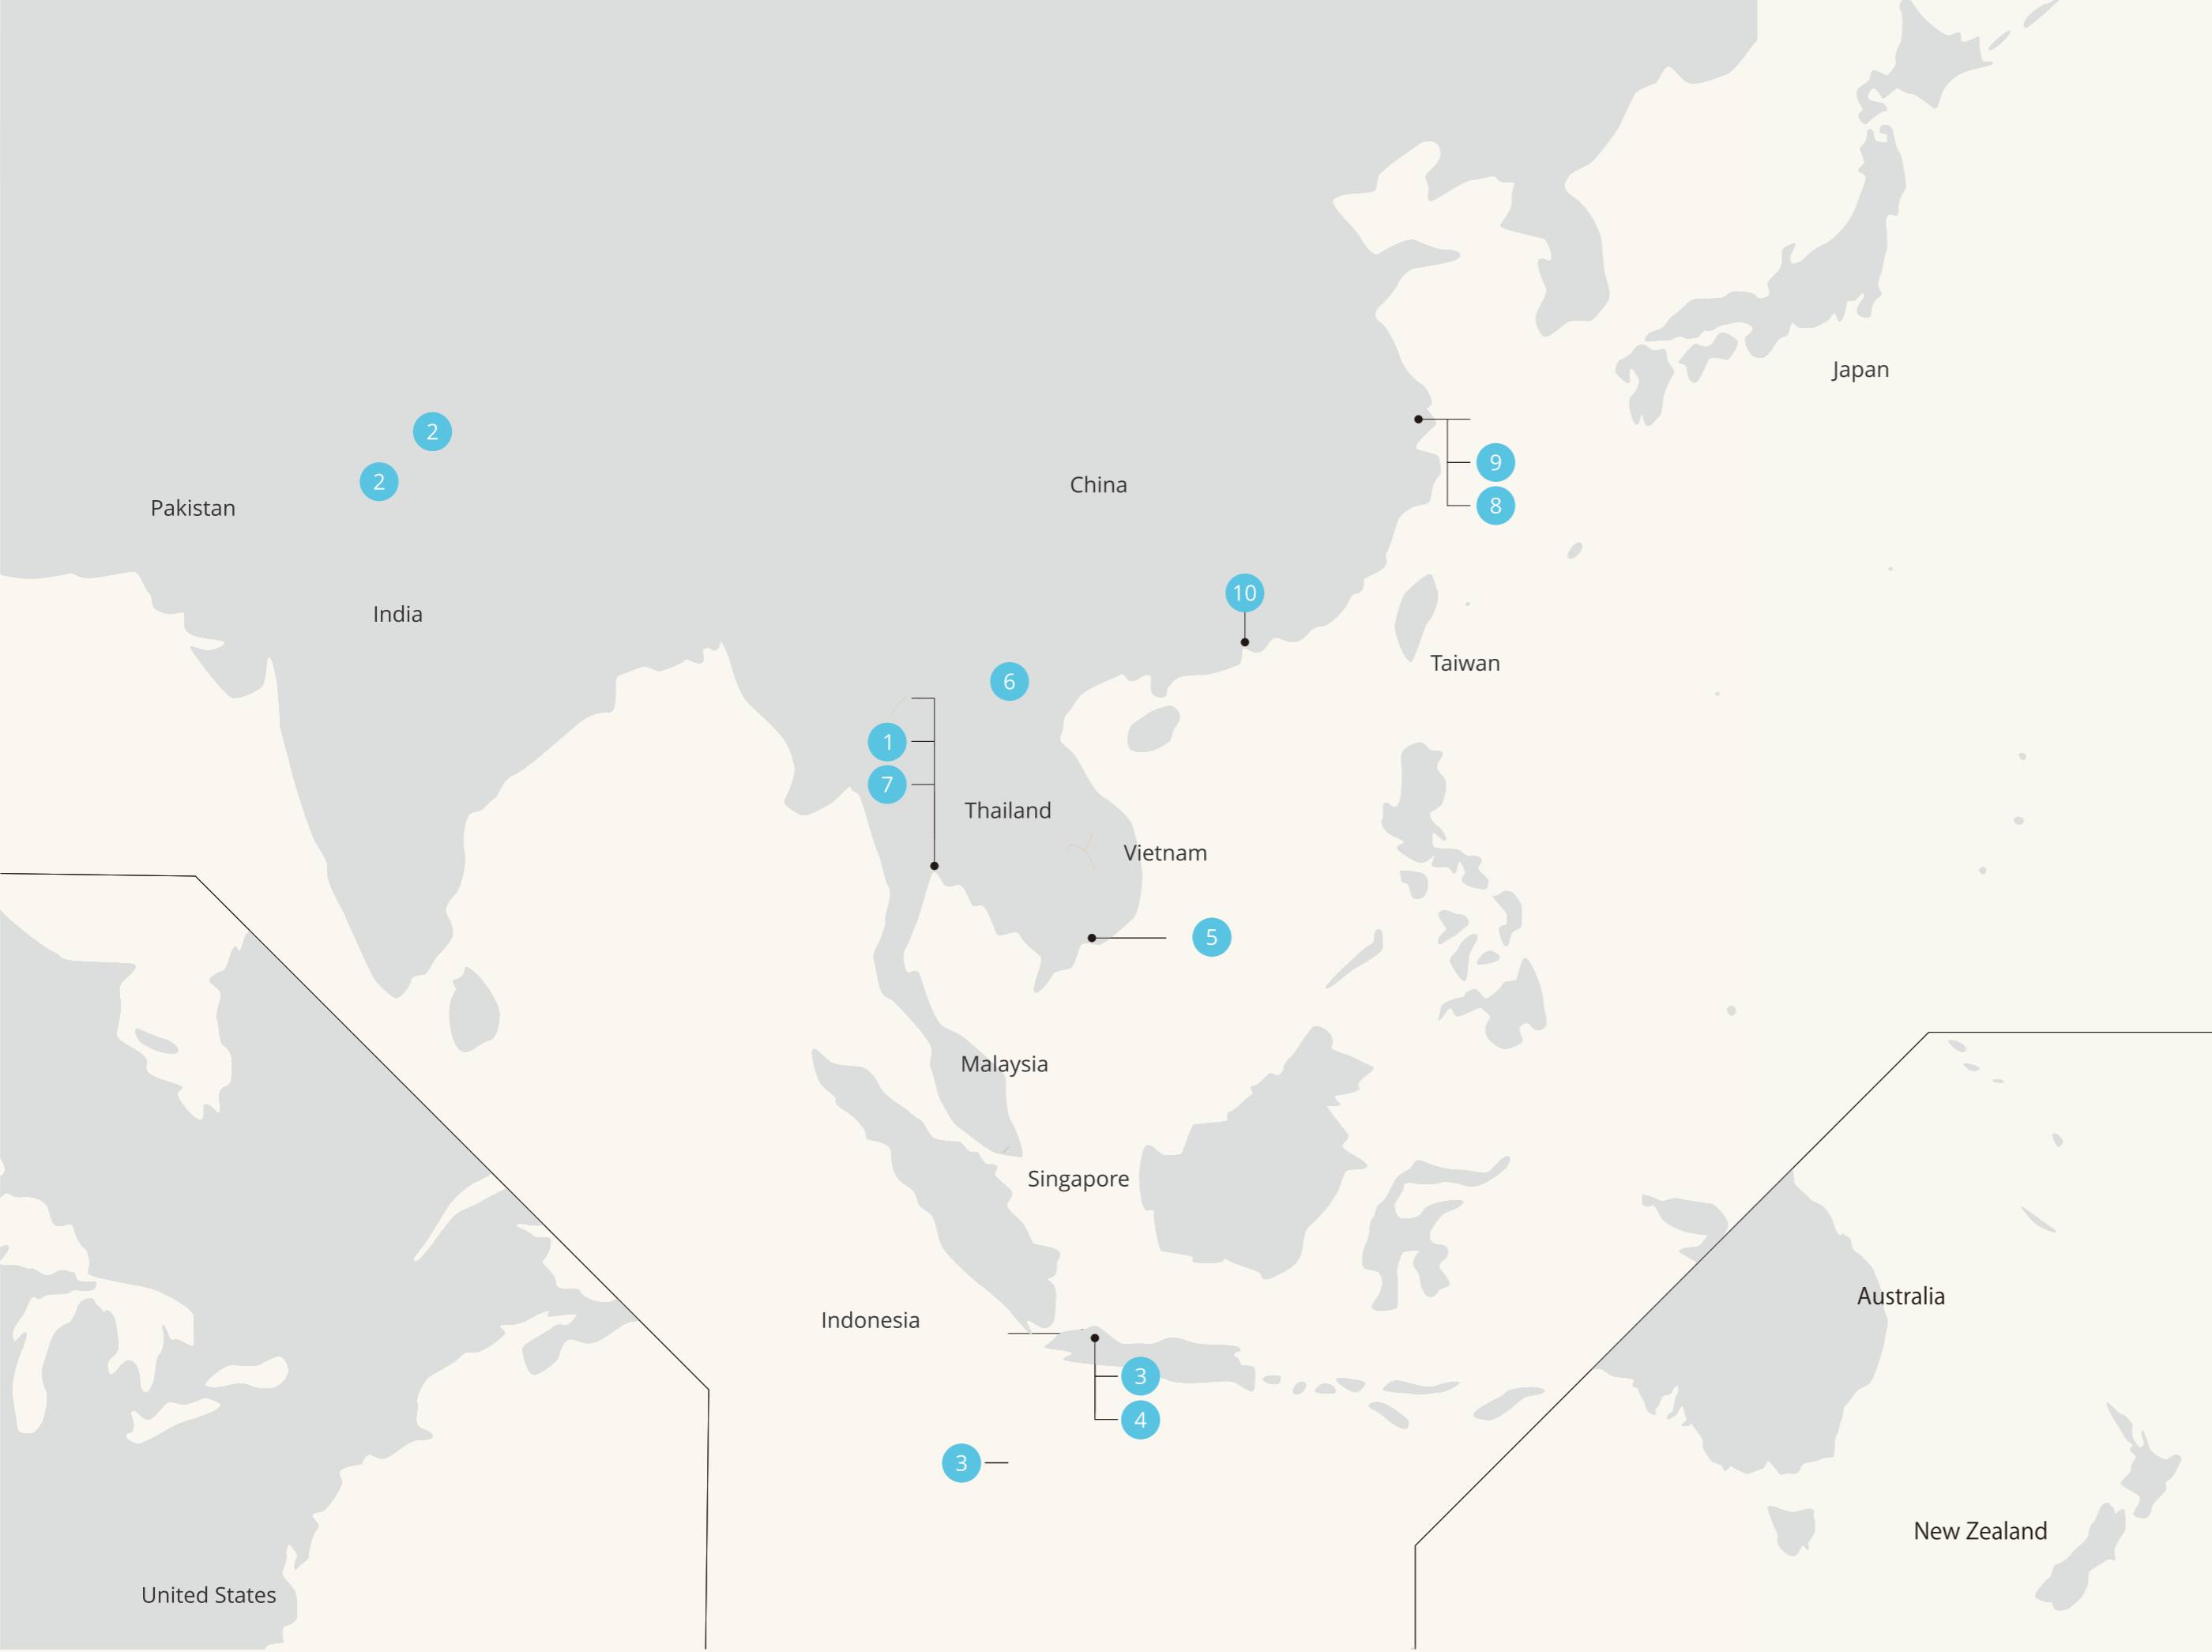 Japan
2
9
China
2
8
Pakistan
10
India
Taiwan
6
1
7
Thailand
Vietnam
5
Malaysia
Singapore
Australia
Indonesia
3
4
3
New Zealand
United States